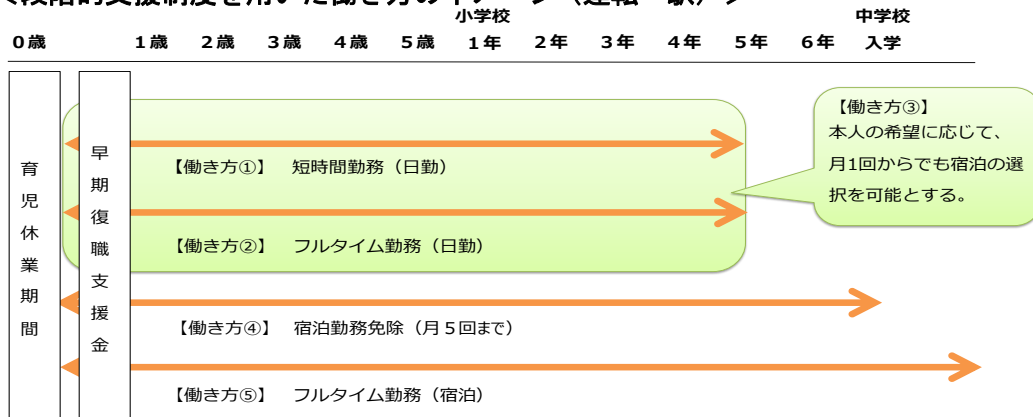 小学校 中学校
0歳 1歳 2歳 3歳 4歳 5歳 1年 2年 3年 4年 5年 6年 入学
育児休業期間
早期復職支援金
【働き方①】 短時間勤務（日勤）
【働き方②】 フルタイム勤務（日勤）
【働き方③】
本人の希望に応じて、
月1回からでも宿泊の選
択を可能とする。
【働き方④】 宿泊勤務免除（月５回まで）
【働き方⑤】 フルタイム勤務（宿泊）